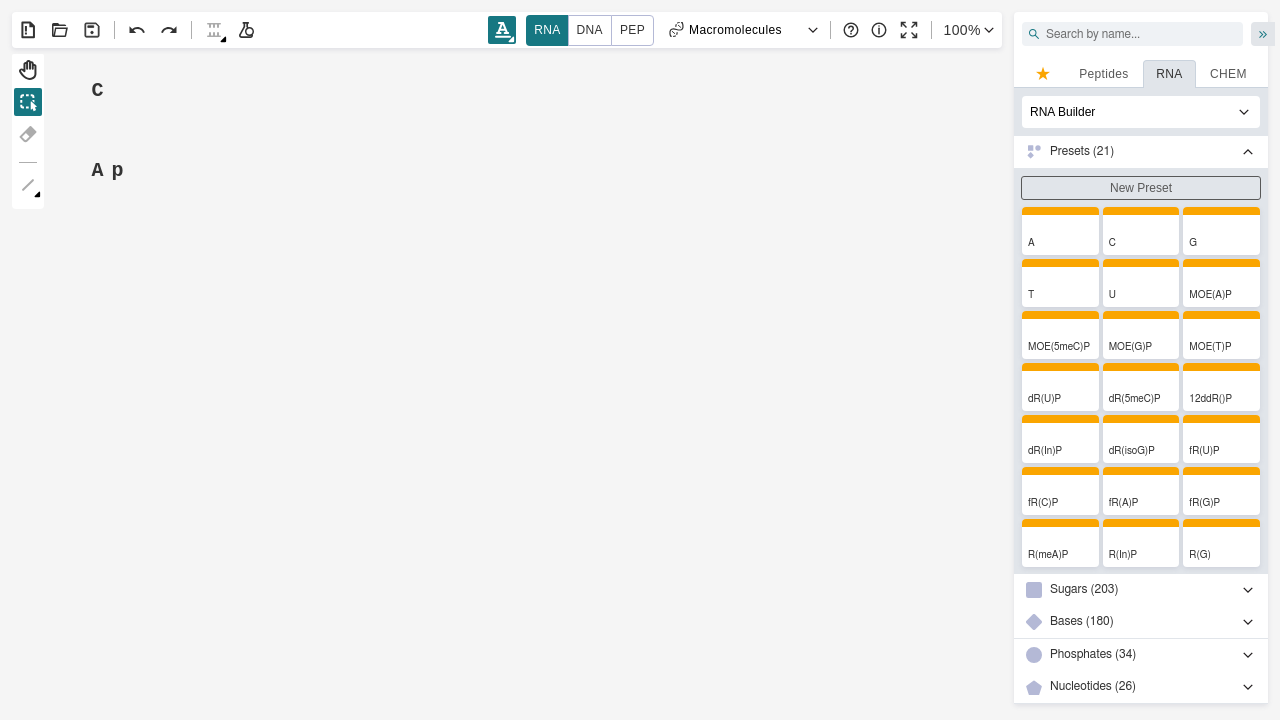 A RNA DNA PEP Macromolecules 100%
C
A p
Search by name...
Peptides RNA CHEM
RNA Builder
Presets (21)
New Preset
A C G
T U MOE(A)P
MOE(5meC)P MOE(G)P MOE(T)P
dR(U)P dR(5meC)P 12ddR()P
dR(In)P dR(isoG)P fR(U)P
fR(C)P fR(A)P fR(G)P
R(meA)P R(In)P R(G)
Sugars (203)
Bases (180)
Phosphates (34)
Nucleotides (26)